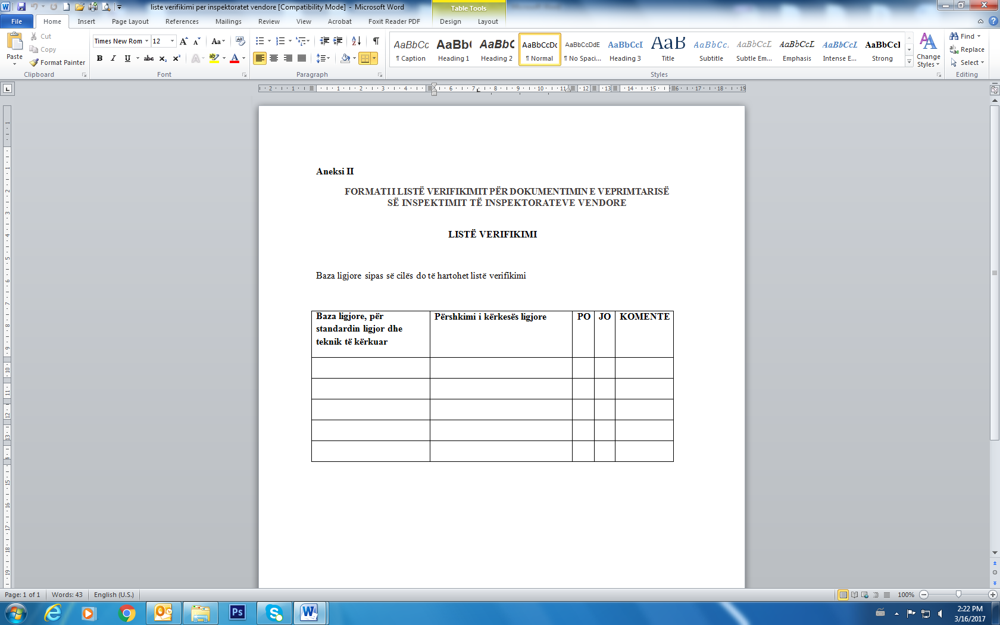 liste verifikimi per inspektoratet vendore [Compatibility Mode] - Microsoft Word
Table Tools
File Home Insert Page Layout References Mailings Review View Acrobat Foxit Reader PDF Design Layout
Paste
Cut
Copy
Format Painter
Clipboard
Times New Rom 12
Font
Paragraph
AaBbCc AaBbC AaBbC AaBbCcDc AaBbCcDdE AaBbCcI AaB AaBbCc. AaBbCcL AaBbCcL AaBbCcL AaBbCcI
¶ Caption Heading 1 Heading 2 ¶ Normal ¶ No Spaci... Heading 3 Title Subtitle Subtle Em... Emphasis Intense E... Strong
Styles
Change Styles
Find
Replace
Select
Editing
Aneksi II
FORMATI I LISTË VERIFIKIMIT PËR DOKUMENTIMIN E VEPRIMTARISË
SË INSPEKTIMIT TË INSPEKTORATEVE VENDORE
LISTË VERIFIKIMI
Baza ligjore sipas së cilës do të hartohet listë verifikimi
Baza ligjore, për
standardin ligjor dhe
teknik të kërkuar
Përshkimi i kërkesës ligjore
PO
JO
KOMENTE
Page: 1 of 1 Words: 43 English (U.S.) 100%
Ps
2:22 PM
3/16/2017